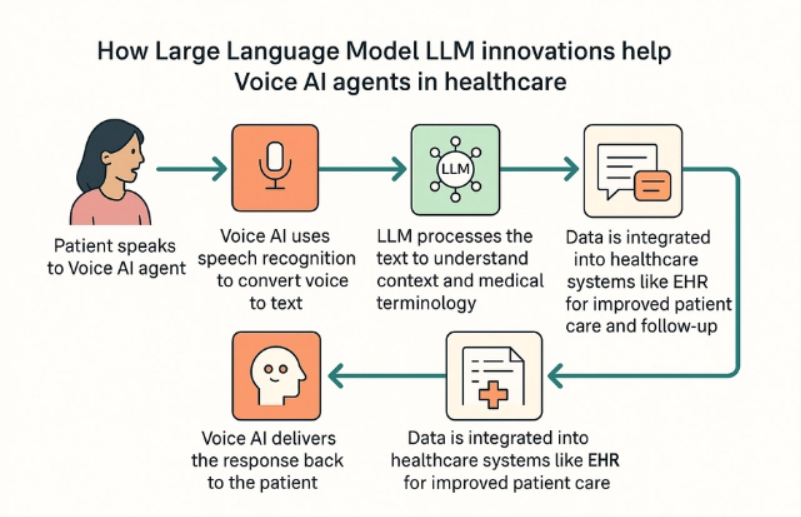 How Large Language Model LLM innovations help
Voice AI agents in healthcare
Patient speaks
to Voice AI agent
Voice AI uses
speech recognition
to convert voice
to text
LLM
LLM processes the
text to understand
context and medical
terminology
Data is integrated
into healthcare
systems like EHR
for improved patient
care and follow-up
Data is integrated into
healthcare systems like EHR
for improved patient care
Voice AI delivers
the response back
to the patient